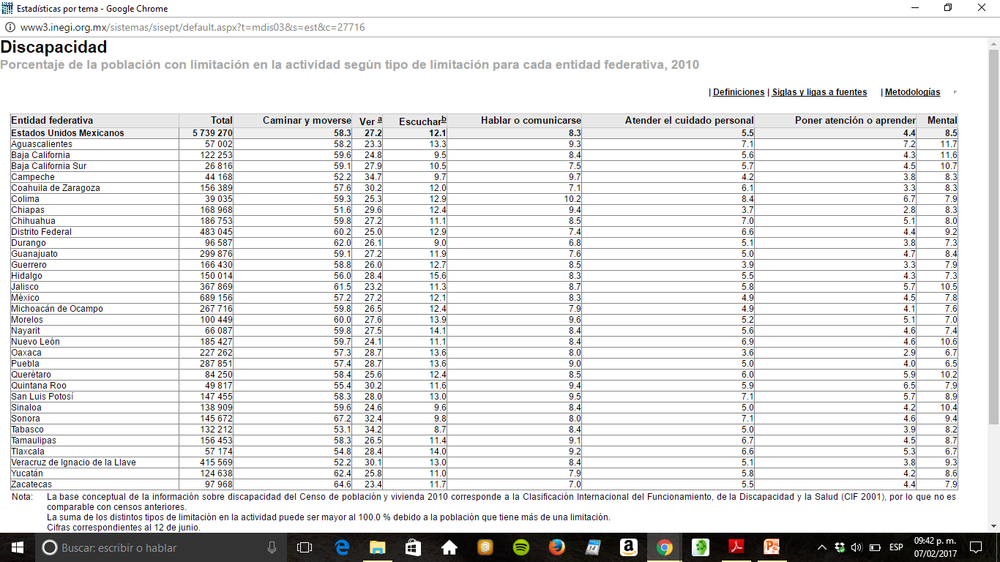 Estadísticas por tema - Google Chrome
www3.inegi.org.mx/sistemas/sisept/default.aspx?t=mdis03&s=est&c=27716
Discapacidad
Porcentaje de la población con limitación en la actividad según tipo de limitación para cada entidad federativa, 2010
| Definiciones | Siglas y ligas a fuentes | Metodologías
Entidad federativa Total Caminar y moverse Ver a Escuchar b Hablar o comunicarse Atender el cuidado personal Poner atención o aprender Mental
Estados Unidos Mexicanos 5 739 270 58.3 27.2 12.1 8.3 5.5 4.4 8.5
Aguascalientes 57 002 58.2 23.3 13.3 9.3 7.1 7.2 11.7
Baja California 122 253 59.6 24.8 9.5 8.4 5.6 4.3 11.6
Baja California Sur 26 816 59.1 27.9 10.5 7.5 5.7 4.5 10.7
Campeche 44 168 52.2 34.7 9.7 9.7 4.2 3.8 8.3
Coahuila de Zaragoza 156 389 57.6 30.2 12.0 7.1 6.1 3.3 8.3
Colima 39 035 59.3 25.3 12.9 10.2 8.4 6.7 7.9
Chiapas 168 968 51.6 29.6 12.4 9.4 3.7 2.8 8.3
Chihuahua 186 753 59.8 27.2 11.1 8.5 7.0 5.1 8.0
Distrito Federal 483 045 60.2 25.0 12.9 7.4 6.6 4.4 9.2
Durango 96 587 62.0 26.1 9.0 6.8 5.1 3.8 7.3
Guanajuato 299 876 59.1 27.2 11.9 7.6 5.0 4.7 8.4
Guerrero 166 430 58.8 26.0 12.7 8.5 3.9 3.3 7.9
Hidalgo 150 014 56.0 28.4 15.6 8.3 5.5 4.3 7.3
Jalisco 367 869 61.5 23.2 11.3 8.7 5.8 5.7 10.5
México 689 156 57.2 27.2 12.1 8.3 4.9 4.5 7.8
Michoacán de Ocampo 267 716 59.8 26.5 12.4 7.9 4.9 4.1 7.6
Morelos 100 449 60.0 27.6 13.9 9.6 5.2 5.1 7.0
Nayarit 66 087 59.8 27.5 14.1 8.4 5.6 4.6 7.4
Nuevo León 185 427 59.7 24.1 11.1 8.4 6.9 4.6 10.6
Oaxaca 227 262 57.3 28.7 13.6 8.0 3.6 2.9 6.7
Puebla 287 851 57.4 28.7 13.6 9.0 5.0 4.0 6.5
Querétaro 84 250 58.4 25.6 12.4 8.5 6.0 5.9 10.2
Quintana Roo 49 817 55.4 30.2 11.6 9.4 5.9 6.5 7.9
San Luis Potosí 147 455 58.3 28.0 13.0 9.5 7.1 5.7 8.9
Sinaloa 138 909 59.6 24.6 9.6 8.4 5.0 4.2 10.4
Sonora 145 672 67.2 32.4 9.8 8.0 7.1 4.6 9.4
Tabasco 132 212 53.1 34.2 8.7 8.4 5.0 3.9 8.2
Tamaulipas 156 453 58.3 26.5 11.4 9.1 6.7 4.5 8.7
Tlaxcala 57 174 54.8 28.4 14.0 9.2 6.6 5.3 6.7
Veracruz de Ignacio de la Llave 415 569 52.2 30.1 13.0 8.4 5.1 3.8 9.3
Yucatán 124 638 62.4 25.8 11.0 7.9 5.8 4.2 8.6
Zacatecas 97 968 64.6 23.4 11.7 7.0 5.5 4.4 7.9
Nota: La base conceptual de la información sobre discapacidad del Censo de población y vivienda 2010 corresponde a la Clasificación Internacional del Funcionamiento, de la Discapacidad y la Salud (CIF 2001), por lo que no es
comparable con censos anteriores.
La suma de los distintos tipos de limitación en la actividad puede ser mayor al 100.0 % debido a la población que tiene más de una limitación.
Cifras correspondientes al 12 de junio.
Buscar: escribir o hablar
ESP
09:42 p. m.
07/02/2017